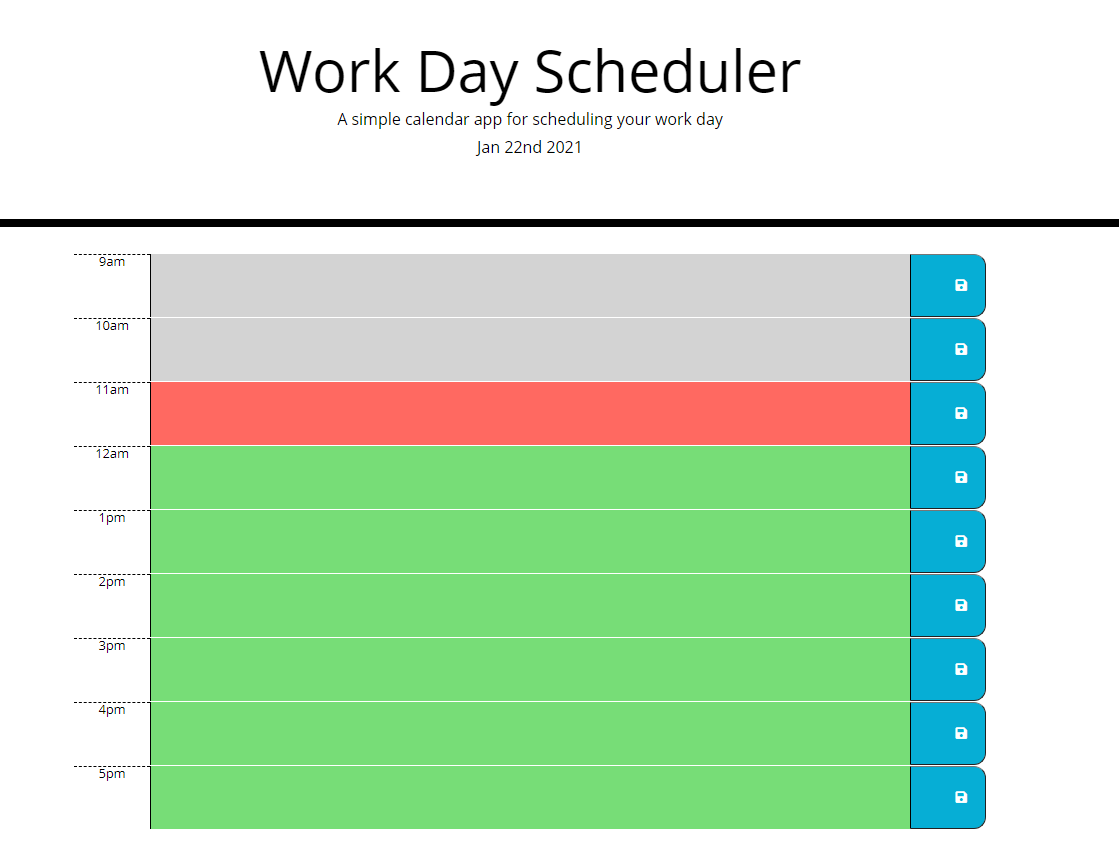 Work Day Scheduler
A simple calendar app for scheduling your work day
Jan 22nd 2021
9am
10am
11am
12am
1pm
2pm
3pm
4pm
5pm